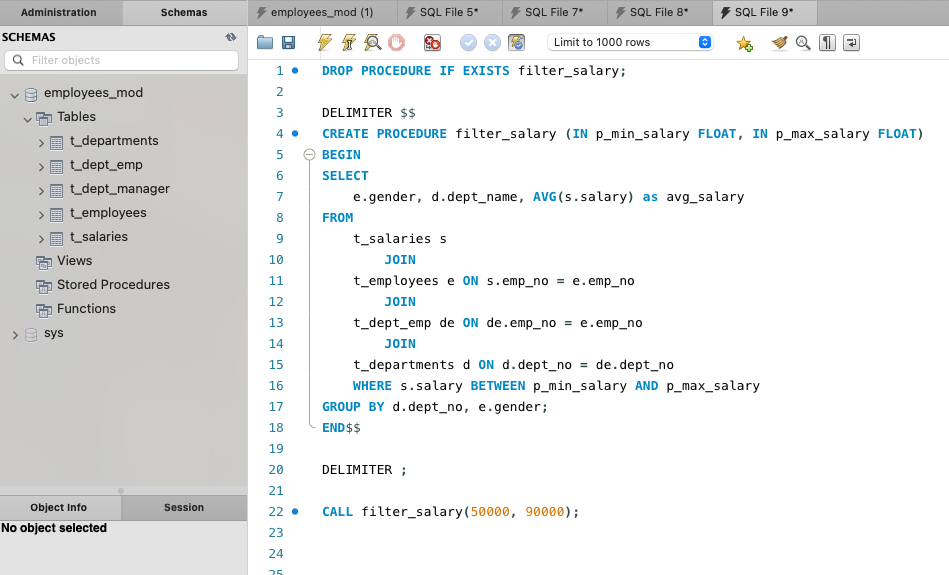 Administration
Schemas
employees_mod (1)
SQL File 5*
SQL File 7*
SQL File 8*
SQL File 9*
SCHEMAS
Filter objects
employees_mod
Tables
t_departments
t_dept_emp
t_dept_manager
t_employees
t_salaries
Views
Stored Procedures
Functions
sys
Object Info
Session
No object selected
Limit to 1000 rows
1 DROP PROCEDURE IF EXISTS filter_salary;
2
3 DELIMITER $$
4 CREATE PROCEDURE filter_salary (IN p_min_salary FLOAT, IN p_max_salary FLOAT)
5 BEGIN
6 SELECT
7 e.gender, d.dept_name, AVG(s.salary) as avg_salary
8 FROM
9 t_salaries s
10 JOIN
11 t_employees e ON s.emp_no = e.emp_no
12 JOIN
13 t_dept_emp de ON de.emp_no = e.emp_no
14 JOIN
15 t_departments d ON d.dept_no = de.dept_no
16 WHERE s.salary BETWEEN p_min_salary AND p_max_salary
17 GROUP BY d.dept_no, e.gender;
18 END$$
19
20 DELIMITER ;
21
22 CALL filter_salary(50000, 90000);
23
24
25